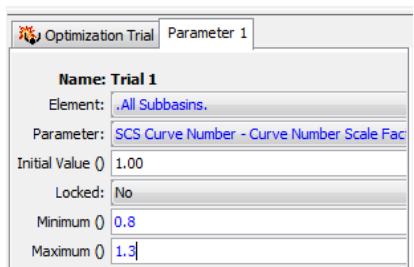 Optimization Trial Parameter 1
Name: Trial 1
Element: .All Subbasins.
Parameter: SCS Curve Number - Curve Number Scale Fac
Initial Value () 1.00
Locked: No
Minimum () 0.8
Maximum () 1.3